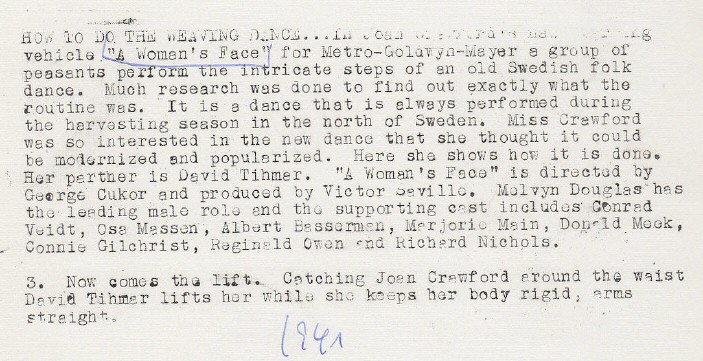 HOW TO DO THE WEAVING DANCE...In Joan
vehicle "A Woman's Face" for Metro-Goldwyn-Mayer a group of
peasants perform the intricate steps of an old Swedish folk
dance. Much research was done to find out exactly what the
routine was. It is a dance that is always performed during
the harvesting season in the north of Sweden. Miss Crawford
was so interested in the new dance that she thought it could
be modernized and popularized. Here she shows how it is done.
Her partner is David Tihmar. "A Woman's Face" is directed by
George Cukor and produced by Victor Saville. Melvyn Douglas has
the leading male role and the supporting cast includes Conrad
Veidt, Osa Massen, Albert Basserman, Marjorie Main, Donald Meek,
Connie Gilchrist, Reginald Owen and Richard Nichols.
3. Now comes the lift. Catching Joan Crawford around the waist
David Tihmar lifts her while she keeps her body rigid, arms
straight.
1941